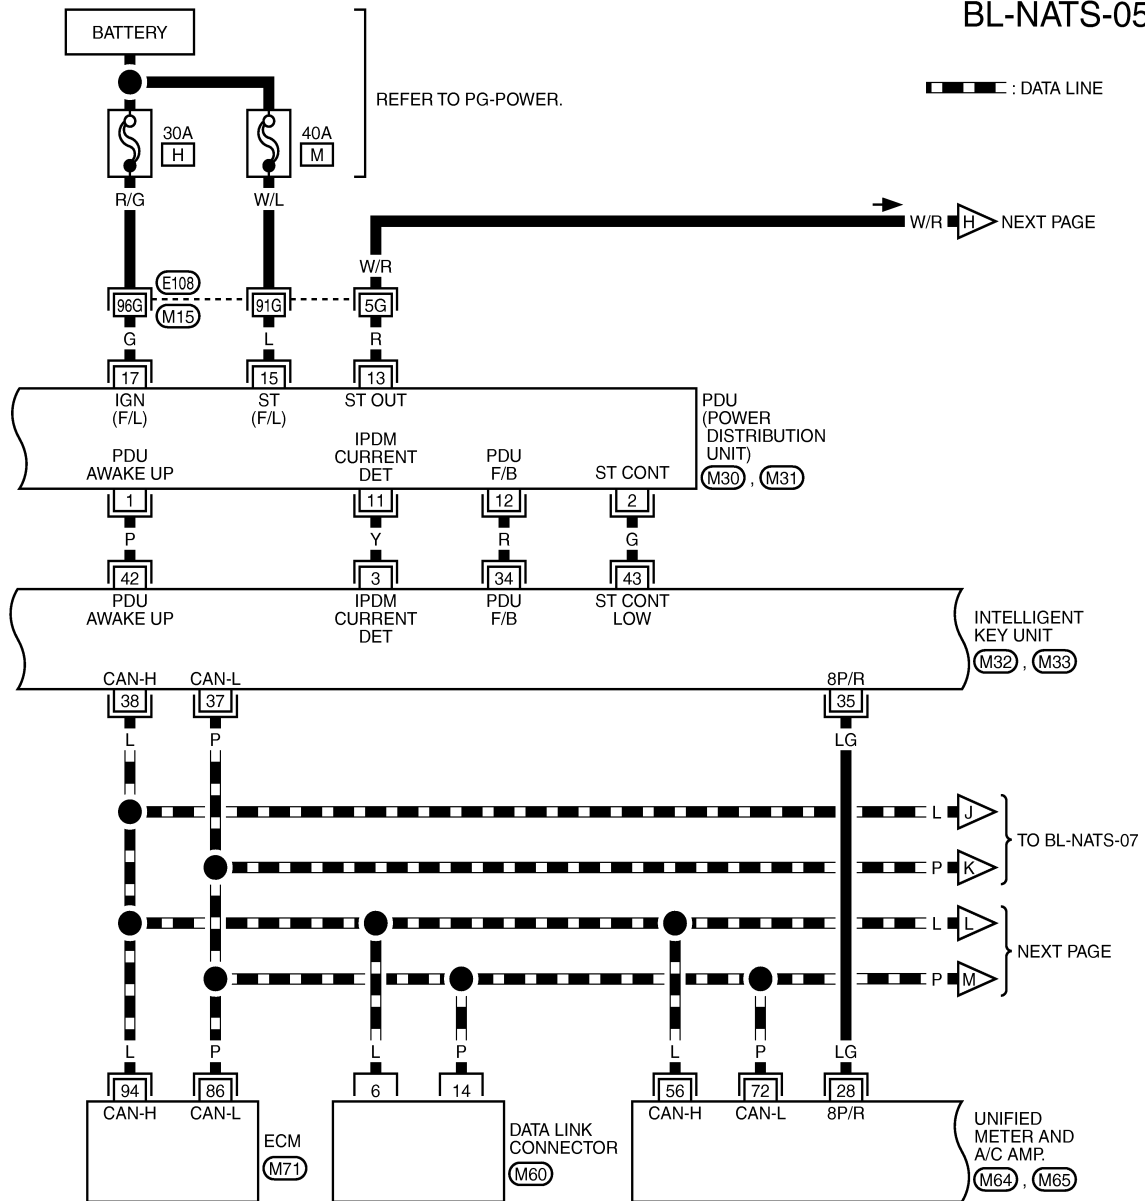 BL-NATS-05
BATTERY
: DATA LINE
REFER TO PG-POWER.
30A
H
40A
M
R/G
W/L
W/R
H
NEXT PAGE
W/R
E108
96G
91G
5G
M15
G
L
R
17
15
13
IGN
(F/L)
ST
(F/L)
ST OUT
PDU
(POWER
DISTRIBUTION
UNIT)
M30 , M31
PDU
AWAKE UP
IPDM
CURRENT
DET
PDU
F/B
ST CONT
1
11
12
2
P
Y
R
G
42
3
34
43
PDU
AWAKE UP
IPDM
CURRENT
DET
PDU
F/B
ST CONT
LOW
INTELLIGENT
KEY UNIT
M32 , M33
CAN-H
CAN-L
8P/R
38
37
35
L
P
LG
L
J
TO BL-NATS-07
P
K
L
L
NEXT PAGE
P
M
L
P
L
P
L
P
LG
94
86
6
14
56
72
28
CAN-H
CAN-L
CAN-H
CAN-L
8P/R
ECM
M71
DATA LINK
CONNECTOR
M60
UNIFIED
METER AND
A/C AMP.
M64 , M65